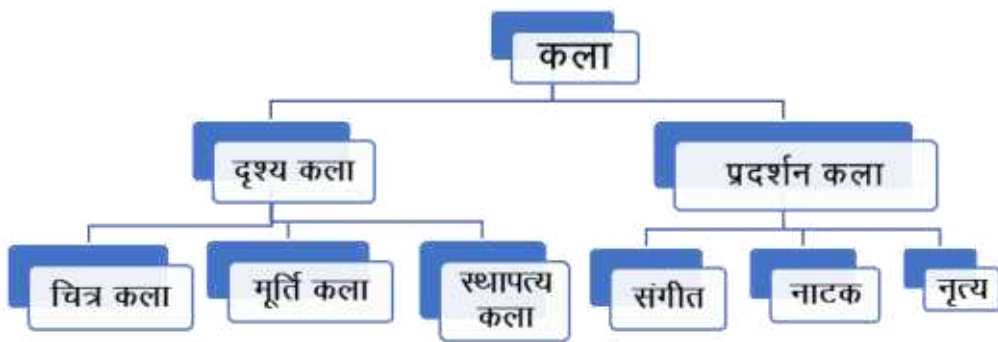 कला
दृश्य कला
प्रदर्शन कला
चित्र कला
मूर्ति कला
स्थापत्य
कला
संगीत
नाटक
नृत्य